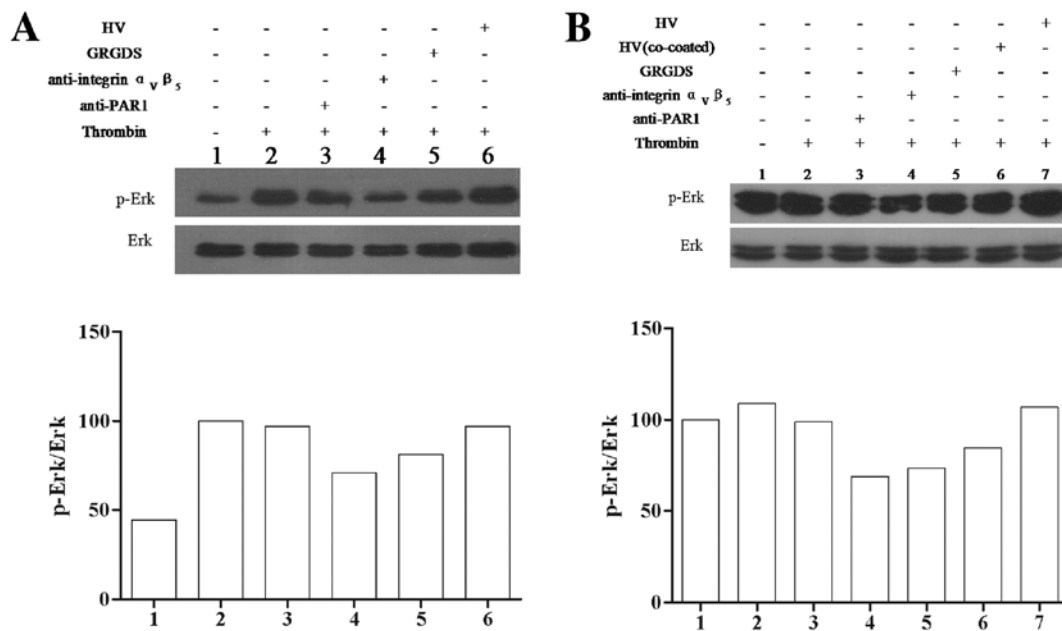 A
HV - - - - - +
GRGDS - - - - + -
anti-integrin α V β 5 - - - + - -
anti-PAR1 - - + - - -
Thrombin - + + + + +
1 2 3 4 5 6
p-Erk
Erk
150
100
50
0
p-Erk/Erk
1 2 3 4 5 6
B
HV - - - - - - +
HV(co-coated) - - - - - + -
GRGDS - - - - + - -
anti-integrin α V β 5 - - - + - - -
anti-PAR1 - - + - - - -
Thrombin - + + + + + +
1 2 3 4 5 6 7
p-Erk
Erk
150
100
50
0
p-Erk/Erk
1 2 3 4 5 6 7